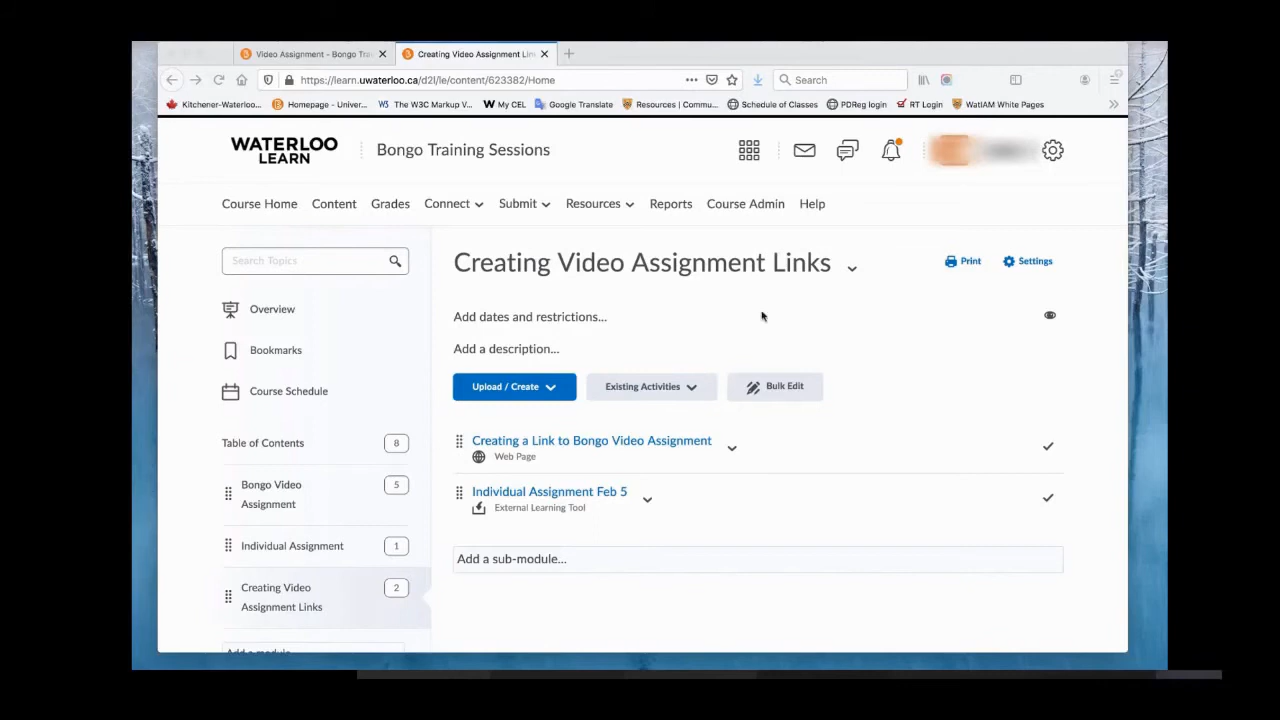 Video Assignment - Bongo Trai
Creating Video Assignment Lin
https://learn.uwaterloo.ca/d2l/le/content/623382/Home
Search
Kitchener-Waterloo...
Homepage - Univer...
The W3C Markup V...
My CEL
Google Translate
Resources | Commu...
Schedule of Classes
PDReg login
RT Login
WatIAM White Pages
WATERLOO
LEARN
Bongo Training Sessions
Course Home
Content
Grades
Connect
Submit
Resources
Reports
Course Admin
Help
Search Topics
Creating Video Assignment Links
Print
Settings
Overview
Add dates and restrictions...
Bookmarks
Add a description...
Course Schedule
Upload / Create
Existing Activities
Bulk Edit
Table of Contents 8
Creating a Link to Bongo Video Assignment
Web Page
Bongo Video
Assignment
5
Individual Assignment Feb 5
External Learning Tool
Individual Assignment 1
Add a sub-module...
Creating Video
Assignment Links
2
Add a module